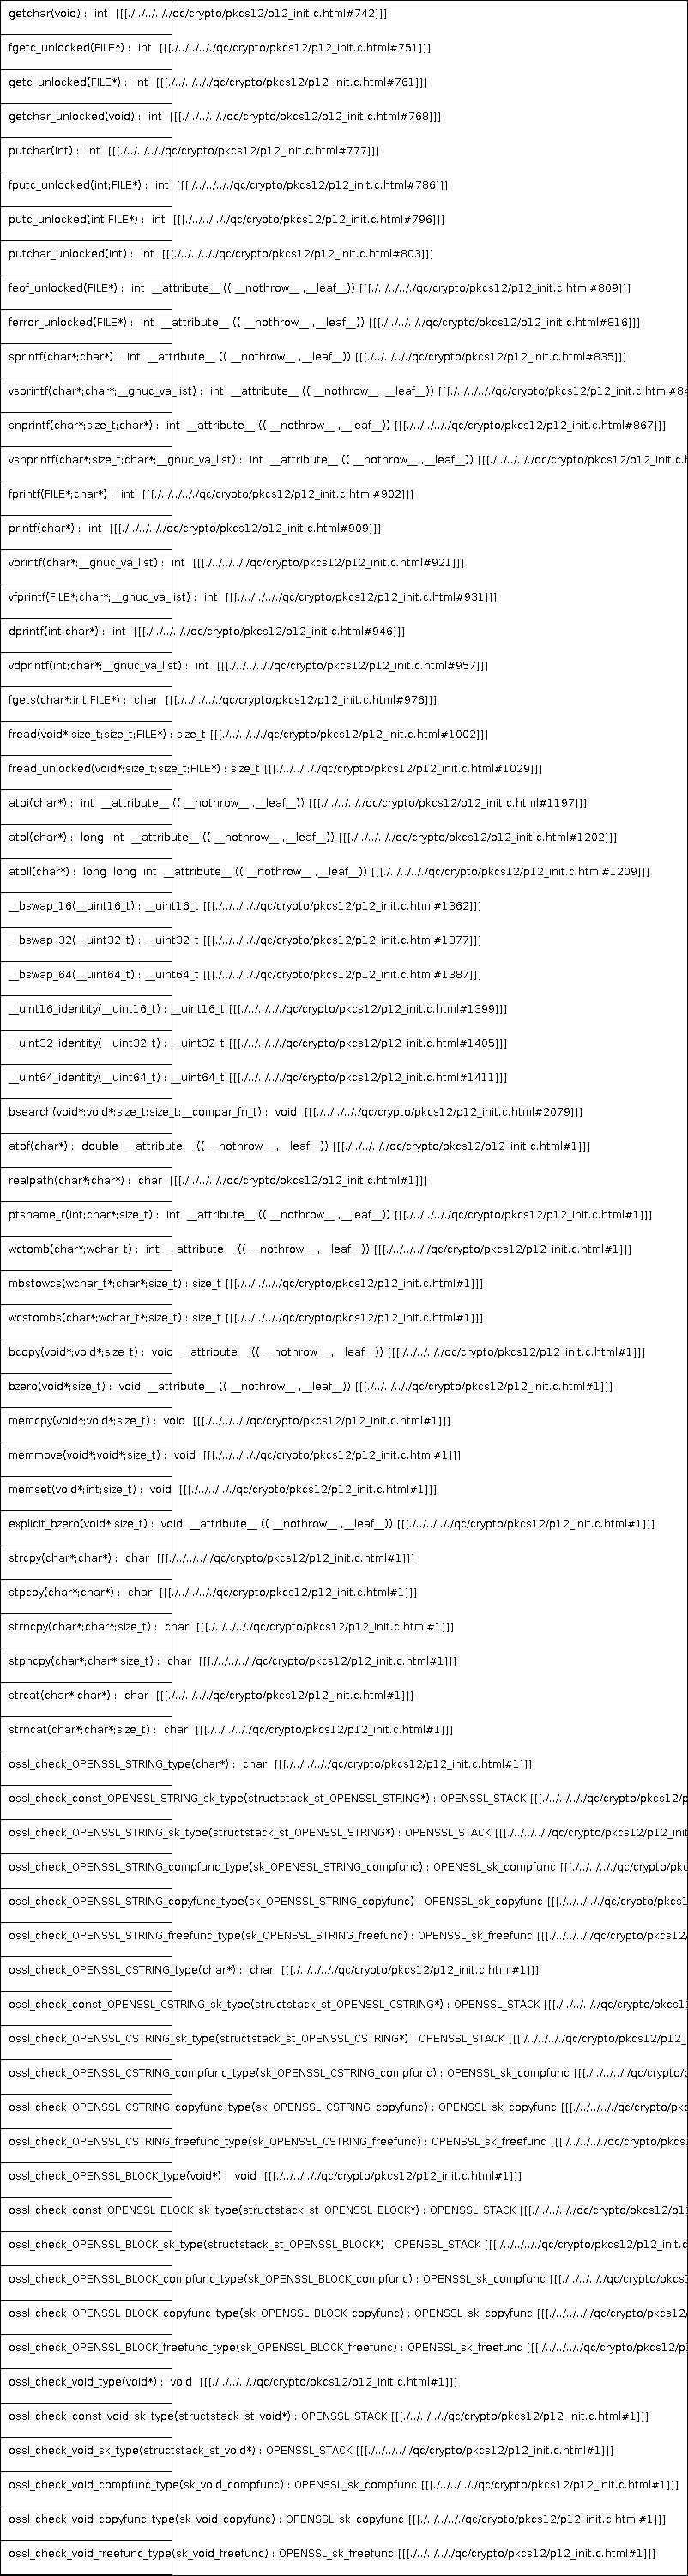 getchar(void) :  int  [[[./../../.././qc/crypto/pkcs12/p12_init.c.html#742]]]
fgetc_unlocked(FILE*) :  int  [[[./../../.././qc/crypto/pkcs12/p12_init.c.html#751]]]
getc_unlocked(FILE*) :  int  [[[./../../.././qc/crypto/pkcs12/p12_init.c.html#761]]]
getchar_unlocked(void) :  int  [[[./../../.././qc/crypto/pkcs12/p12_init.c.html#768]]]
putchar(int) :  int  [[[./../../.././qc/crypto/pkcs12/p12_init.c.html#777]]]
fputc_unlocked(int;FILE*) :  int  [[[./../../.././qc/crypto/pkcs12/p12_init.c.html#786]]]
putc_unlocked(int;FILE*) :  int  [[[./../../.././qc/crypto/pkcs12/p12_init.c.html#796]]]
putchar_unlocked(int) :  int  [[[./../../.././qc/crypto/pkcs12/p12_init.c.html#803]]]
feof_unlocked(FILE*) :  int  __attribute__ (( __nothrow__ ,__leaf__)) [[[./../../.././qc/crypto/pkcs12/p12_init.c.html#809]]]
ferror_unlocked(FILE*) :  int  __attribute__ (( __nothrow__ ,__leaf__)) [[[./../../.././qc/crypto/pkcs12/p12_init.c.html#816]]]
sprintf(char*;char*) :  int  __attribute__ (( __nothrow__ ,__leaf__)) [[[./../../.././qc/crypto/pkcs12/p12_init.c.html#835]]]
vsprintf(char*;char*;__gnuc_va_list) :  int  __attribute__ (( __nothrow__ ,__leaf__)) [[[./../../.././qc/crypto/pkcs12/p12_init.c.html#84
snprintf(char*;size_t;char*) :  int  __attribute__ (( __nothrow__ ,__leaf__)) [[[./../../.././qc/crypto/pkcs12/p12_init.c.html#867]]]
vsnprintf(char*;size_t;char*;__gnuc_va_list) :  int  __attribute__ (( __nothrow__ ,__leaf__)) [[[./../../.././qc/crypto/pkcs12/p12_init.c.h
fprintf(FILE*;char*) :  int  [[[./../../.././qc/crypto/pkcs12/p12_init.c.html#902]]]
printf(char*) :  int  [[[./../../.././qc/crypto/pkcs12/p12_init.c.html#909]]]
vprintf(char*;__gnuc_va_list) :  int  [[[./../../.././qc/crypto/pkcs12/p12_init.c.html#921]]]
vfprintf(FILE*;char*;__gnuc_va_list) :  int  [[[./../../.././qc/crypto/pkcs12/p12_init.c.html#931]]]
dprintf(int;char*) :  int  [[[./../../.././qc/crypto/pkcs12/p12_init.c.html#946]]]
vdprintf(int;char*;__gnuc_va_list) :  int  [[[./../../.././qc/crypto/pkcs12/p12_init.c.html#957]]]
fgets(char*;int;FILE*) :  char  [[[./../../.././qc/crypto/pkcs12/p12_init.c.html#976]]]
fread(void*;size_t;size_t;FILE*) : size_t [[[./../../.././qc/crypto/pkcs12/p12_init.c.html#1002]]]
fread_unlocked(void*;size_t;size_t;FILE*) : size_t [[[./../../.././qc/crypto/pkcs12/p12_init.c.html#1029]]]
atoi(char*) :  int  __attribute__ (( __nothrow__ ,__leaf__)) [[[./../../.././qc/crypto/pkcs12/p12_init.c.html#1197]]]
atol(char*) :  long  int  __attribute__ (( __nothrow__ ,__leaf__)) [[[./../../.././qc/crypto/pkcs12/p12_init.c.html#1202]]]
atoll(char*) :  long  long  int  __attribute__ (( __nothrow__ ,__leaf__)) [[[./../../.././qc/crypto/pkcs12/p12_init.c.html#1209]]]
__bswap_16(__uint16_t) : __uint16_t [[[./../../.././qc/crypto/pkcs12/p12_init.c.html#1362]]]
__bswap_32(__uint32_t) : __uint32_t [[[./../../.././qc/crypto/pkcs12/p12_init.c.html#1377]]]
__bswap_64(__uint64_t) : __uint64_t [[[./../../.././qc/crypto/pkcs12/p12_init.c.html#1387]]]
__uint16_identity(__uint16_t) : __uint16_t [[[./../../.././qc/crypto/pkcs12/p12_init.c.html#1399]]]
__uint32_identity(__uint32_t) : __uint32_t [[[./../../.././qc/crypto/pkcs12/p12_init.c.html#1405]]]
__uint64_identity(__uint64_t) : __uint64_t [[[./../../.././qc/crypto/pkcs12/p12_init.c.html#1411]]]
bsearch(void*;void*;size_t;size_t;__compar_fn_t) :  void  [[[./../../.././qc/crypto/pkcs12/p12_init.c.html#2079]]]
atof(char*) :  double  __attribute__ (( __nothrow__ ,__leaf__)) [[[./../../.././qc/crypto/pkcs12/p12_init.c.html#1]]]
realpath(char*;char*) :  char  [[[./../../.././qc/crypto/pkcs12/p12_init.c.html#1]]]
ptsname_r(int;char*;size_t) :  int  __attribute__ (( __nothrow__ ,__leaf__)) [[[./../../.././qc/crypto/pkcs12/p12_init.c.html#1]]]
wctomb(char*;wchar_t) :  int  __attribute__ (( __nothrow__ ,__leaf__)) [[[./../../.././qc/crypto/pkcs12/p12_init.c.html#1]]]
mbstowcs(wchar_t*;char*;size_t) : size_t [[[./../../.././qc/crypto/pkcs12/p12_init.c.html#1]]]
wcstombs(char*;wchar_t*;size_t) : size_t [[[./../../.././qc/crypto/pkcs12/p12_init.c.html#1]]]
bcopy(void*;void*;size_t) :  void  __attribute__ (( __nothrow__ ,__leaf__)) [[[./../../.././qc/crypto/pkcs12/p12_init.c.html#1]]]
bzero(void*;size_t) :  void  __attribute__ (( __nothrow__ ,__leaf__)) [[[./../../.././qc/crypto/pkcs12/p12_init.c.html#1]]]
memcpy(void*;void*;size_t) :  void  [[[./../../.././qc/crypto/pkcs12/p12_init.c.html#1]]]
memmove(void*;void*;size_t) :  void  [[[./../../.././qc/crypto/pkcs12/p12_init.c.html#1]]]
memset(void*;int;size_t) :  void  [[[./../../.././qc/crypto/pkcs12/p12_init.c.html#1]]]
explicit_bzero(void*;size_t) :  void  __attribute__ (( __nothrow__ ,__leaf__)) [[[./../../.././qc/crypto/pkcs12/p12_init.c.html#1]]]
strcpy(char*;char*) :  char  [[[./../../.././qc/crypto/pkcs12/p12_init.c.html#1]]]
stpcpy(char*;char*) :  char  [[[./../../.././qc/crypto/pkcs12/p12_init.c.html#1]]]
strncpy(char*;char*;size_t) :  char  [[[./../../.././qc/crypto/pkcs12/p12_init.c.html#1]]]
stpncpy(char*;char*;size_t) :  char  [[[./../../.././qc/crypto/pkcs12/p12_init.c.html#1]]]
strcat(char*;char*) :  char  [[[./../../.././qc/crypto/pkcs12/p12_init.c.html#1]]]
strncat(char*;char*;size_t) :  char  [[[./../../.././qc/crypto/pkcs12/p12_init.c.html#1]]]
ossl_check_OPENSSL_STRING_type(char*) :  char  [[[./../../.././qc/crypto/pkcs12/p12_init.c.html#1]]]
ossl_check_const_OPENSSL_STRING_sk_type(structstack_st_OPENSSL_STRING*) : OPENSSL_STACK [[[./../../.././qc/crypto/pkcs12/p
ossl_check_OPENSSL_STRING_sk_type(structstack_st_OPENSSL_STRING*) : OPENSSL_STACK [[[./../../.././qc/crypto/pkcs12/p12_init
ossl_check_OPENSSL_STRING_compfunc_type(sk_OPENSSL_STRING_compfunc) : OPENSSL_sk_compfunc [[[./../../.././qc/crypto/pkc
ossl_check_OPENSSL_STRING_copyfunc_type(sk_OPENSSL_STRING_copyfunc) : OPENSSL_sk_copyfunc [[[./../../.././qc/crypto/pkcs1
ossl_check_OPENSSL_STRING_freefunc_type(sk_OPENSSL_STRING_freefunc) : OPENSSL_sk_freefunc [[[./../../.././qc/crypto/pkcs12/
ossl_check_OPENSSL_CSTRING_type(char*) :  char  [[[./../../.././qc/crypto/pkcs12/p12_init.c.html#1]]]
ossl_check_const_OPENSSL_CSTRING_sk_type(structstack_st_OPENSSL_CSTRING*) : OPENSSL_STACK [[[./../../.././qc/crypto/pkcs1
ossl_check_OPENSSL_CSTRING_sk_type(structstack_st_OPENSSL_CSTRING*) : OPENSSL_STACK [[[./../../.././qc/crypto/pkcs12/p12_
ossl_check_OPENSSL_CSTRING_compfunc_type(sk_OPENSSL_CSTRING_compfunc) : OPENSSL_sk_compfunc [[[./../../.././qc/crypto/p
ossl_check_OPENSSL_CSTRING_copyfunc_type(sk_OPENSSL_CSTRING_copyfunc) : OPENSSL_sk_copyfunc [[[./../../.././qc/crypto/pkc
ossl_check_OPENSSL_CSTRING_freefunc_type(sk_OPENSSL_CSTRING_freefunc) : OPENSSL_sk_freefunc [[[./../../.././qc/crypto/pkcs1
ossl_check_OPENSSL_BLOCK_type(void*) :  void  [[[./../../.././qc/crypto/pkcs12/p12_init.c.html#1]]]
ossl_check_const_OPENSSL_BLOCK_sk_type(structstack_st_OPENSSL_BLOCK*) : OPENSSL_STACK [[[./../../.././qc/crypto/pkcs12/p1
ossl_check_OPENSSL_BLOCK_sk_type(structstack_st_OPENSSL_BLOCK*) : OPENSSL_STACK [[[./../../.././qc/crypto/pkcs12/p12_init.c
ossl_check_OPENSSL_BLOCK_compfunc_type(sk_OPENSSL_BLOCK_compfunc) : OPENSSL_sk_compfunc [[[./../../.././qc/crypto/pkcs1
ossl_check_OPENSSL_BLOCK_copyfunc_type(sk_OPENSSL_BLOCK_copyfunc) : OPENSSL_sk_copyfunc [[[./../../.././qc/crypto/pkcs12/
ossl_check_OPENSSL_BLOCK_freefunc_type(sk_OPENSSL_BLOCK_freefunc) : OPENSSL_sk_freefunc [[[./../../.././qc/crypto/pkcs12/p
ossl_check_void_type(void*) :  void  [[[./../../.././qc/crypto/pkcs12/p12_init.c.html#1]]]
ossl_check_const_void_sk_type(structstack_st_void*) : OPENSSL_STACK [[[./../../.././qc/crypto/pkcs12/p12_init.c.html#1]]]
ossl_check_void_sk_type(structstack_st_void*) : OPENSSL_STACK [[[./../../.././qc/crypto/pkcs12/p12_init.c.html#1]]]
ossl_check_void_compfunc_type(sk_void_compfunc) : OPENSSL_sk_compfunc [[[./../../.././qc/crypto/pkcs12/p12_init.c.html#1]]]
ossl_check_void_copyfunc_type(sk_void_copyfunc) : OPENSSL_sk_copyfunc [[[./../../.././qc/crypto/pkcs12/p12_init.c.html#1]]]
ossl_check_void_freefunc_type(sk_void_freefunc) : OPENSSL_sk_freefunc [[[./../../.././qc/crypto/pkcs12/p12_init.c.html#1]]]